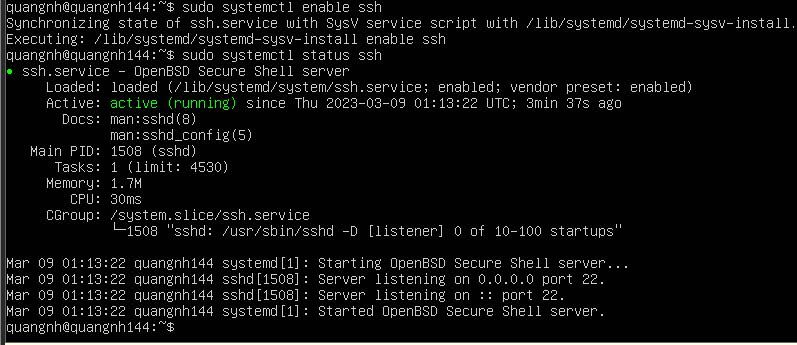 quangnh@quangnh144:~$ sudo systemctl enable ssh
Synchronizing state of ssh.service with SysV service script with /lib/systemd/systemd-sysv-install.
Executing: /lib/systemd/systemd-sysv-install enable ssh
quangnh@quangnh144:~$ sudo systemctl status ssh
● ssh.service - OpenBSD Secure Shell server
     Loaded: loaded (/lib/systemd/system/ssh.service; enabled; vendor preset: enabled)
     Active: active (running) since Thu 2023-03-09 01:13:22 UTC; 3min 37s ago
       Docs: man:sshd(8)
             man:sshd_config(5)
   Main PID: 1508 (sshd)
      Tasks: 1 (limit: 4530)
     Memory: 1.7M
        CPU: 30ms
     CGroup: /system.slice/ssh.service
             └─1508 "sshd: /usr/sbin/sshd -D [listener] 0 of 10-100 startups"

Mar 09 01:13:22 quangnh144 systemd[1]: Starting OpenBSD Secure Shell server...
Mar 09 01:13:22 quangnh144 sshd[1508]: Server listening on 0.0.0.0 port 22.
Mar 09 01:13:22 quangnh144 sshd[1508]: Server listening on :: port 22.
Mar 09 01:13:22 quangnh144 systemd[1]: Started OpenBSD Secure Shell server.
quangnh@quangnh144:~$